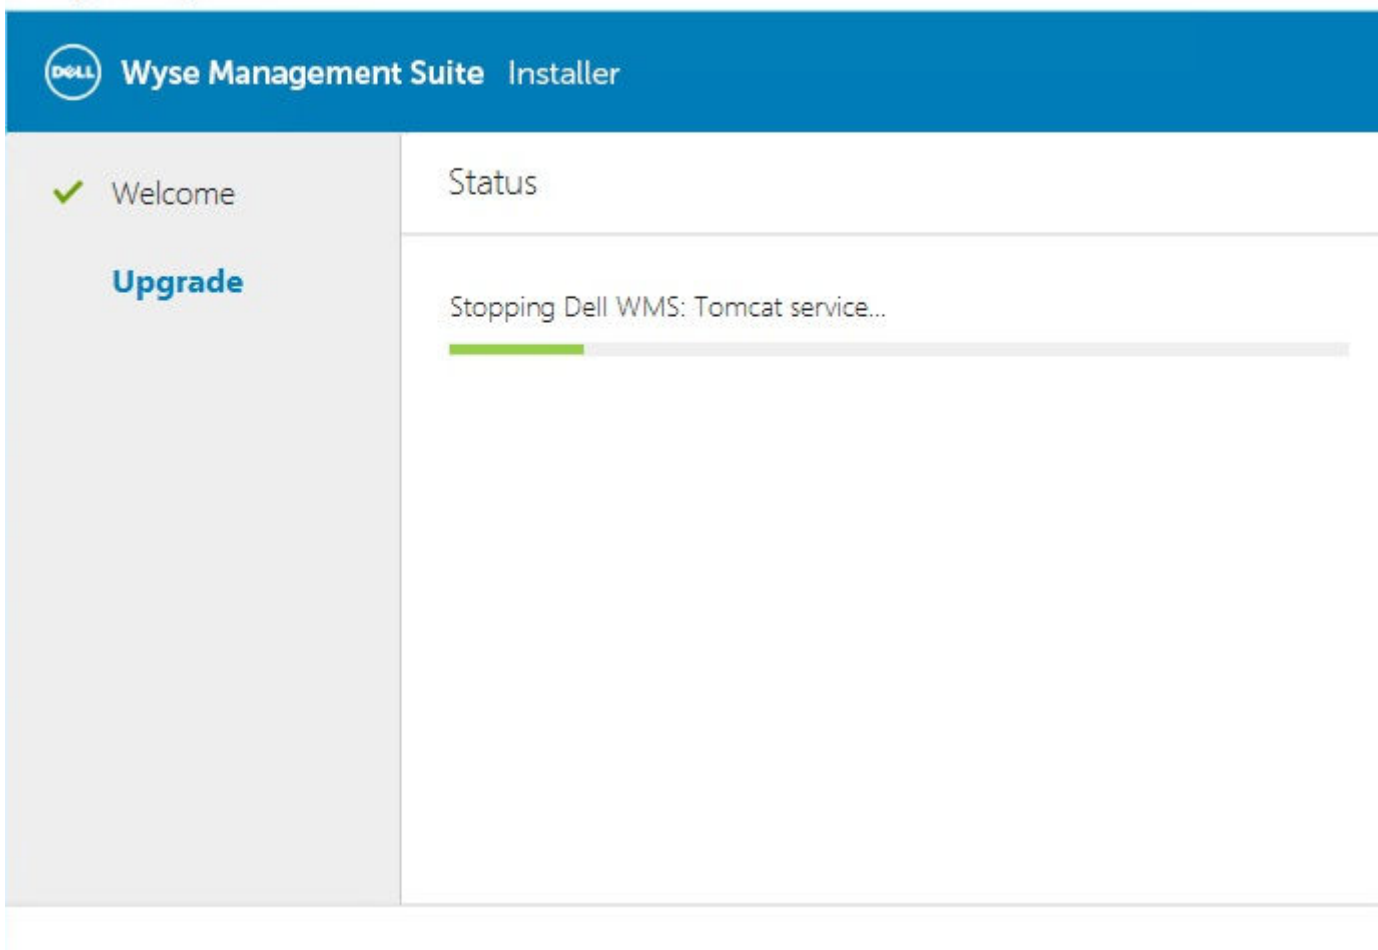 DELL Wyse Management Suite Installer
Welcome
Upgrade
Status
Stopping Dell WMS: Tomcat service...